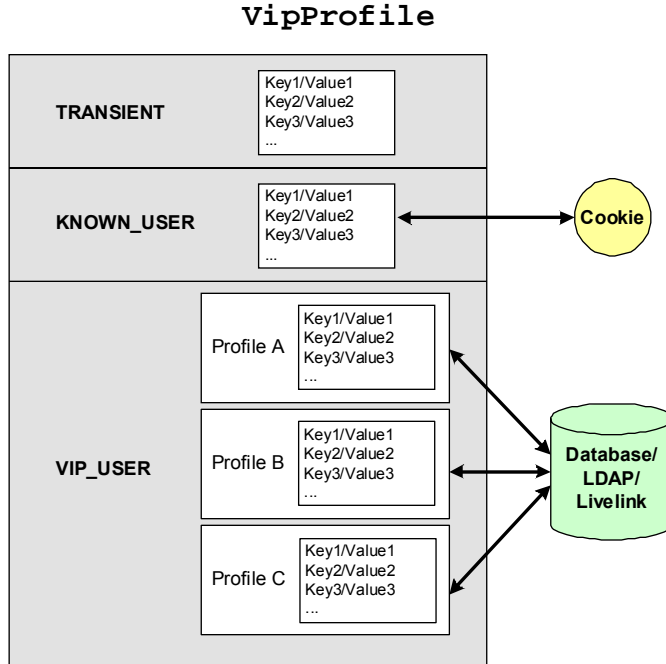 VipProfile
TRANSIENT
Key1/Value1
Key2/Value2
Key3/Value3
...
KNOWN_USER
Key1/Value1
Key2/Value2
Key3/Value3
...
Cookie
VIP_USER
Profile A
Key1/Value1
Key2/Value2
Key3/Value3
...
Profile B
Key1/Value1
Key2/Value2
Key3/Value3
...
Profile C
Key1/Value1
Key2/Value2
Key3/Value3
...
Database/
LDAP/
Livelink